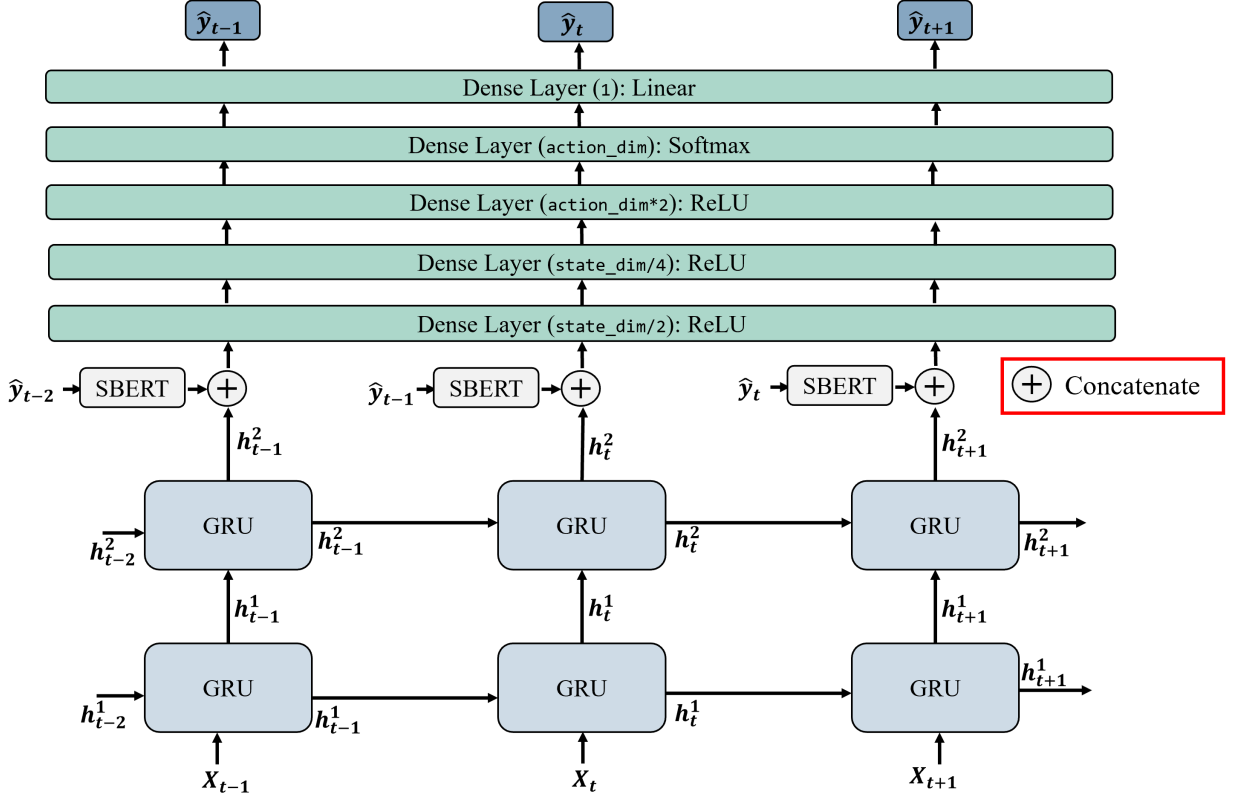 ŷₜ₋₁ ŷₜ ŷₜ₊₁
Dense Layer (1): Linear
Dense Layer (action_dim): Softmax
Dense Layer (action_dim*2): ReLU
Dense Layer (state_dim/4): ReLU
Dense Layer (state_dim/2): ReLU
ŷₜ₋₂ SBERT + ŷₜ₋₁ SBERT + ŷₜ SBERT + + Concatenate
h²ₜ₋₁ h²ₜ h²ₜ₊₁
GRU GRU GRU
h²ₜ₋₂ h²ₜ₋₁ h²ₜ h²ₜ₊₁
h¹ₜ₋₁ h¹ₜ h¹ₜ₊₁
GRU GRU GRU
h¹ₜ₋₂ h¹ₜ₋₁ h¹ₜ h¹ₜ₊₁
Xₜ₋₁ Xₜ Xₜ₊₁